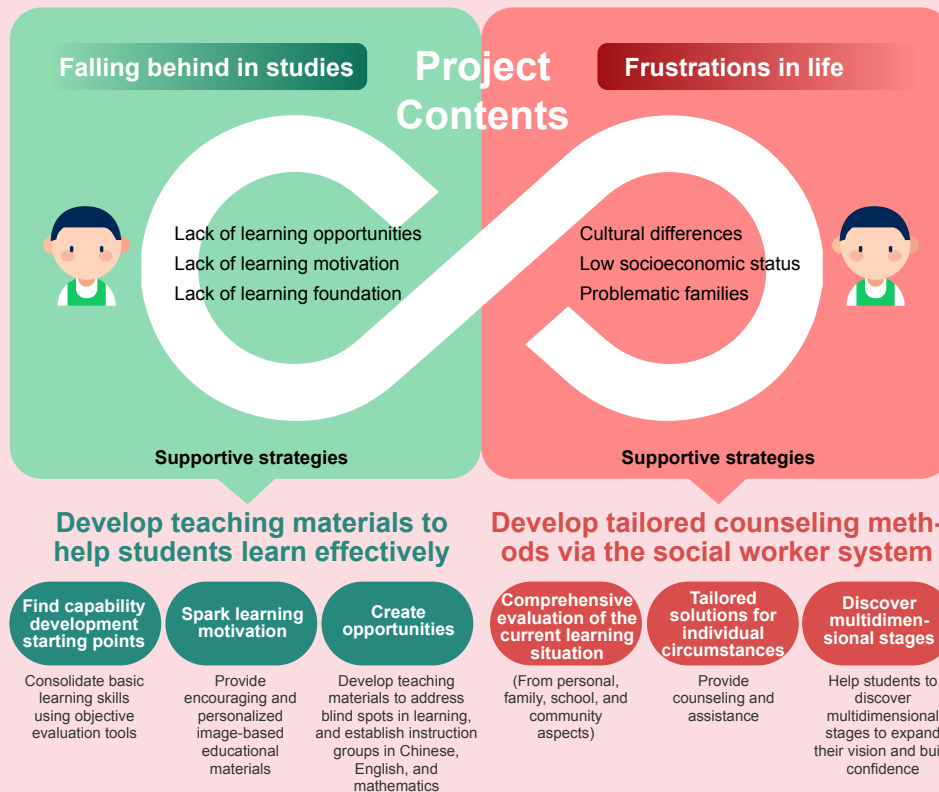 Project
Contents
Falling behind in studies
Lack of learning opportunities
Lack of learning motivation
Lack of learning foundation
Supportive strategies
Develop teaching materials to
help students learn effectively
Find capability
development
starting points
Consolidate basic
learning skills
using objective
evaluation tools
Spark learning
motivation
Provide
encouraging and
personalized
image-based
educational
materials
Create
opportunities
Develop teaching
materials to address
blind spots in learning,
and establish instruction
groups in Chinese,
English, and
mathematics
Frustrations in life
Cultural differences
Low socioeconomic status
Problematic families
Supportive strategies
Develop tailored counseling meth-
ods via the social worker system
Comprehensive
evaluation of the
current learning
situation
(From personal,
family, school, and
community
aspects)
Tailored
solutions for
individual
circumstances
Provide
counseling and
assistance
Discover
multidimen-
sional stages
Help students to
discover
multidimensional
stages to expand
their vision and
confidence